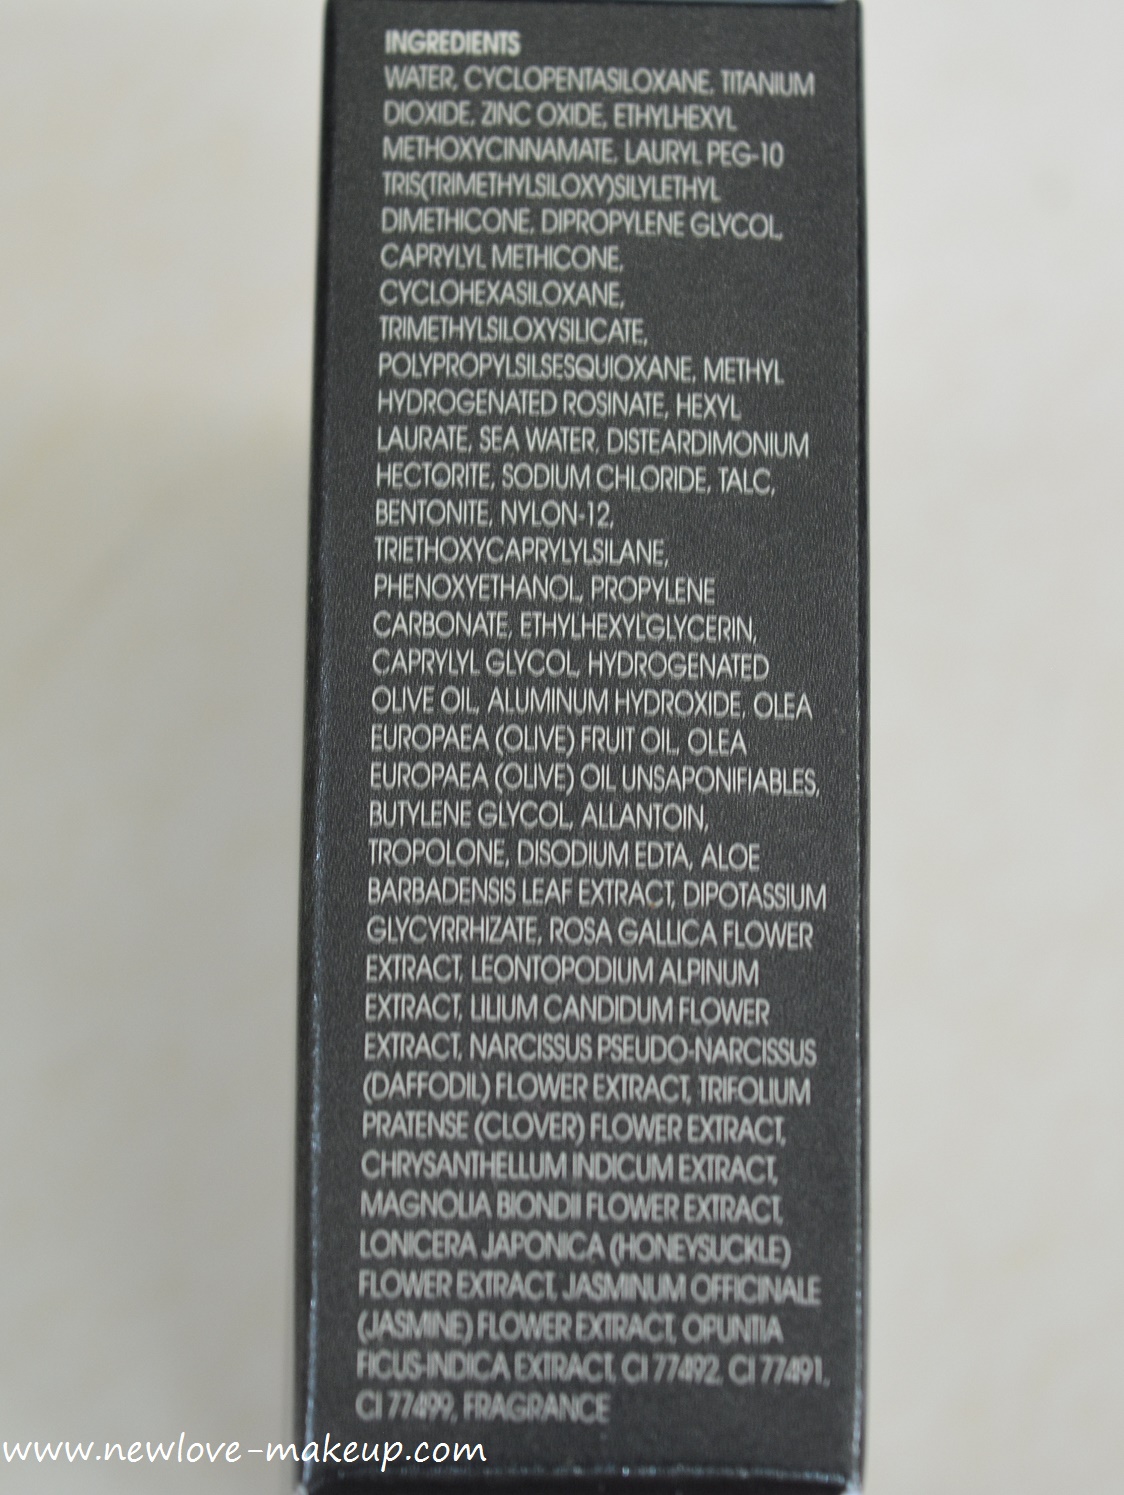 INGREDIENTS
WATER, CYCLOPENTASILOXANE, TITANIUM
DIOXIDE, ZINC OXIDE, ETHYLHEXYL
METHOXYCINNAMATE, LAURYL PEG-10
TRIS(TRIMETHYLSILOXY)SILYLETHYL
DIMETHICONE, DIPROPYLENE GLYCOL,
CAPRYLYL METHICONE,
CYCLOHEXASILOXANE,
TRIMETHYLSILOXYSILICATE,
POLYPROPYLSILSESQUIOXANE, METHYL
HYDROGENATED ROSINATE, HEXYL
LAURATE, SEA WATER, DISTEARDIMONIUM
HECTORITE, SODIUM CHLORIDE, TALC,
BENTONITE, NYLON-12,
TRIETHOXYCAPRYLYLSILANE,
PHENOXYETHANOL, PROPYLENE
CARBONATE, ETHYLHEXYLGLYCERIN,
CAPRYLYL GLYCOL, HYDROGENATED
OLIVE OIL, ALUMINUM HYDROXIDE, OLEA
EUROPAEA (OLIVE) FRUIT OIL, OLEA
EUROPAEA (OLIVE) OIL UNSAPONIFIABLES,
BUTYLENE GLYCOL, ALLANTOIN,
TROPOLONE, DISODIUM EDTA, ALOE
BARBADENSIS LEAF EXTRACT, DIPOTASSIUM
GLYCYRRHIZATE, ROSA GALLICA FLOWER
EXTRACT, LEONTOPODIUM ALPINUM
EXTRACT, LILIUM CANDIDUM FLOWER
EXTRACT, NARCISSUS PSEUDO-NARCISSUS
(DAFFODIL) FLOWER EXTRACT, TRIFOLIUM
PRATENSE (CLOVER) FLOWER EXTRACT,
CHRYSANTHELLUM INDICUM EXTRACT,
MAGNOLIA BIONDII FLOWER EXTRACT,
LONICERA JAPONICA (HONEYSUCKLE)
FLOWER EXTRACT, JASMINUM OFFICINALE
(JASMINE) FLOWER EXTRACT, OPUNTIA
FICUS-INDICA EXTRACT, CI 77492, CI 77491,
CI 77499, FRAGRANCE
www.newlove-makeup.com